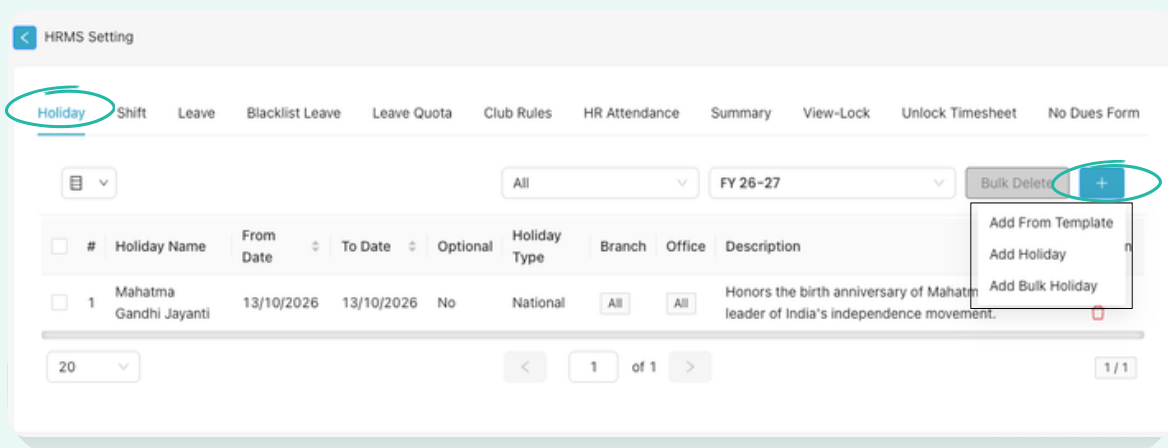 HRMS Setting
Holiday Shift Leave Blacklist Leave Leave Quota Club Rules HR Attendance Summary View-Lock Unlock Timesheet No Dues Form
All FY 26-27 Bulk Delete +
Add From Template
Add Holiday
Add Bulk Holiday
# Holiday Name From Date To Date Optional Holiday Type Branch Office Description
1 Mahatma Gandhi Jayanti 13/10/2026 13/10/2026 No National All All Honors the birth anniversary of
leader of India's independence movement.
20 < 1 of 1 > 1 / 1